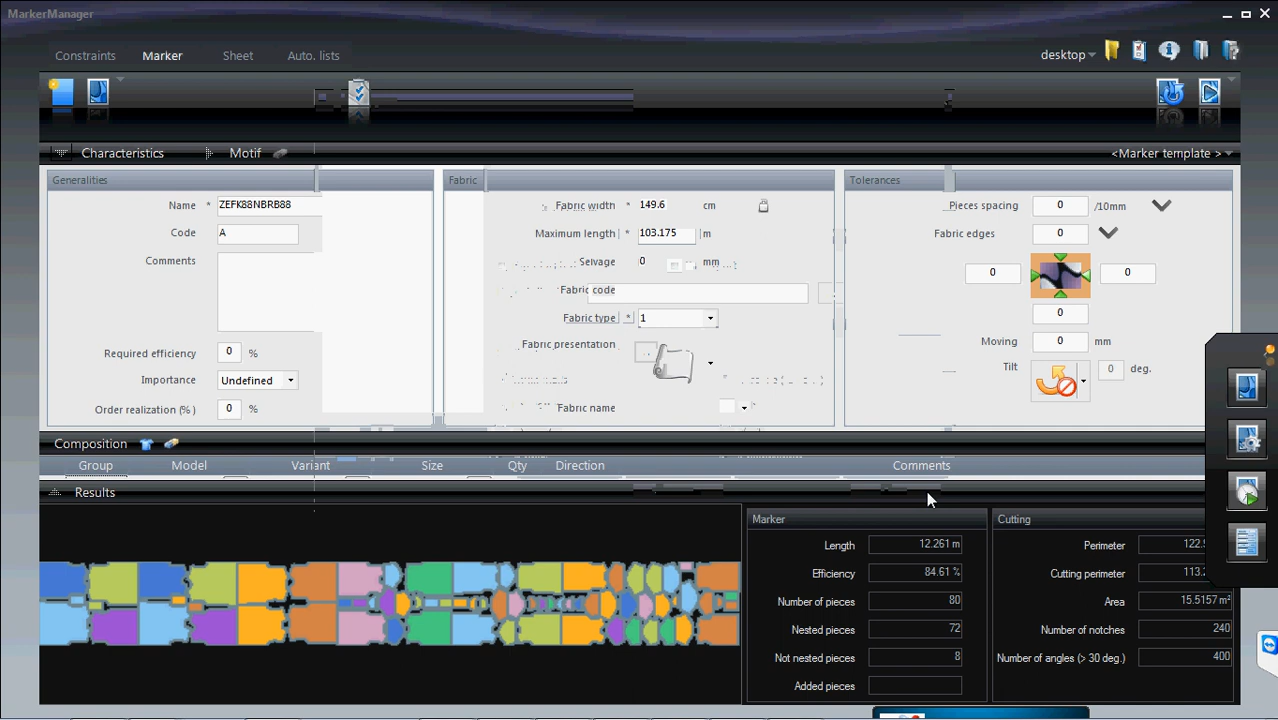 MarkerManager
Constraints Marker Sheet Auto. lists desktop
Characteristics Motif <Marker template >
Generalities Fabric Tolerances
Name * ZEFK88NBRB88 Fabric width * 149.6 cm Pieces spacing 0 /10mm
Code A Maximum length * 103.175 m Fabric edges 0
Comments Selvage 0 mm
0 0
Fabric code
0
Fabric type * 1
Fabric presentation Moving 0 mm
Required efficiency 0 % Tilt 0 deg.
Importance Undefined
Order realization (% ) 0 % Fabric name
Composition
Group Model Variant Size Qty Direction Comments
Results
Marker Cutting
Length 12.261 m Perimeter
Efficiency 84.61 % Cutting perimeter
Number of pieces 80 Area 15.5157 m²
Nested pieces 72 Number of notches 240
Not nested pieces 8 Number of angles (> 30 deg.) 400
Added pieces